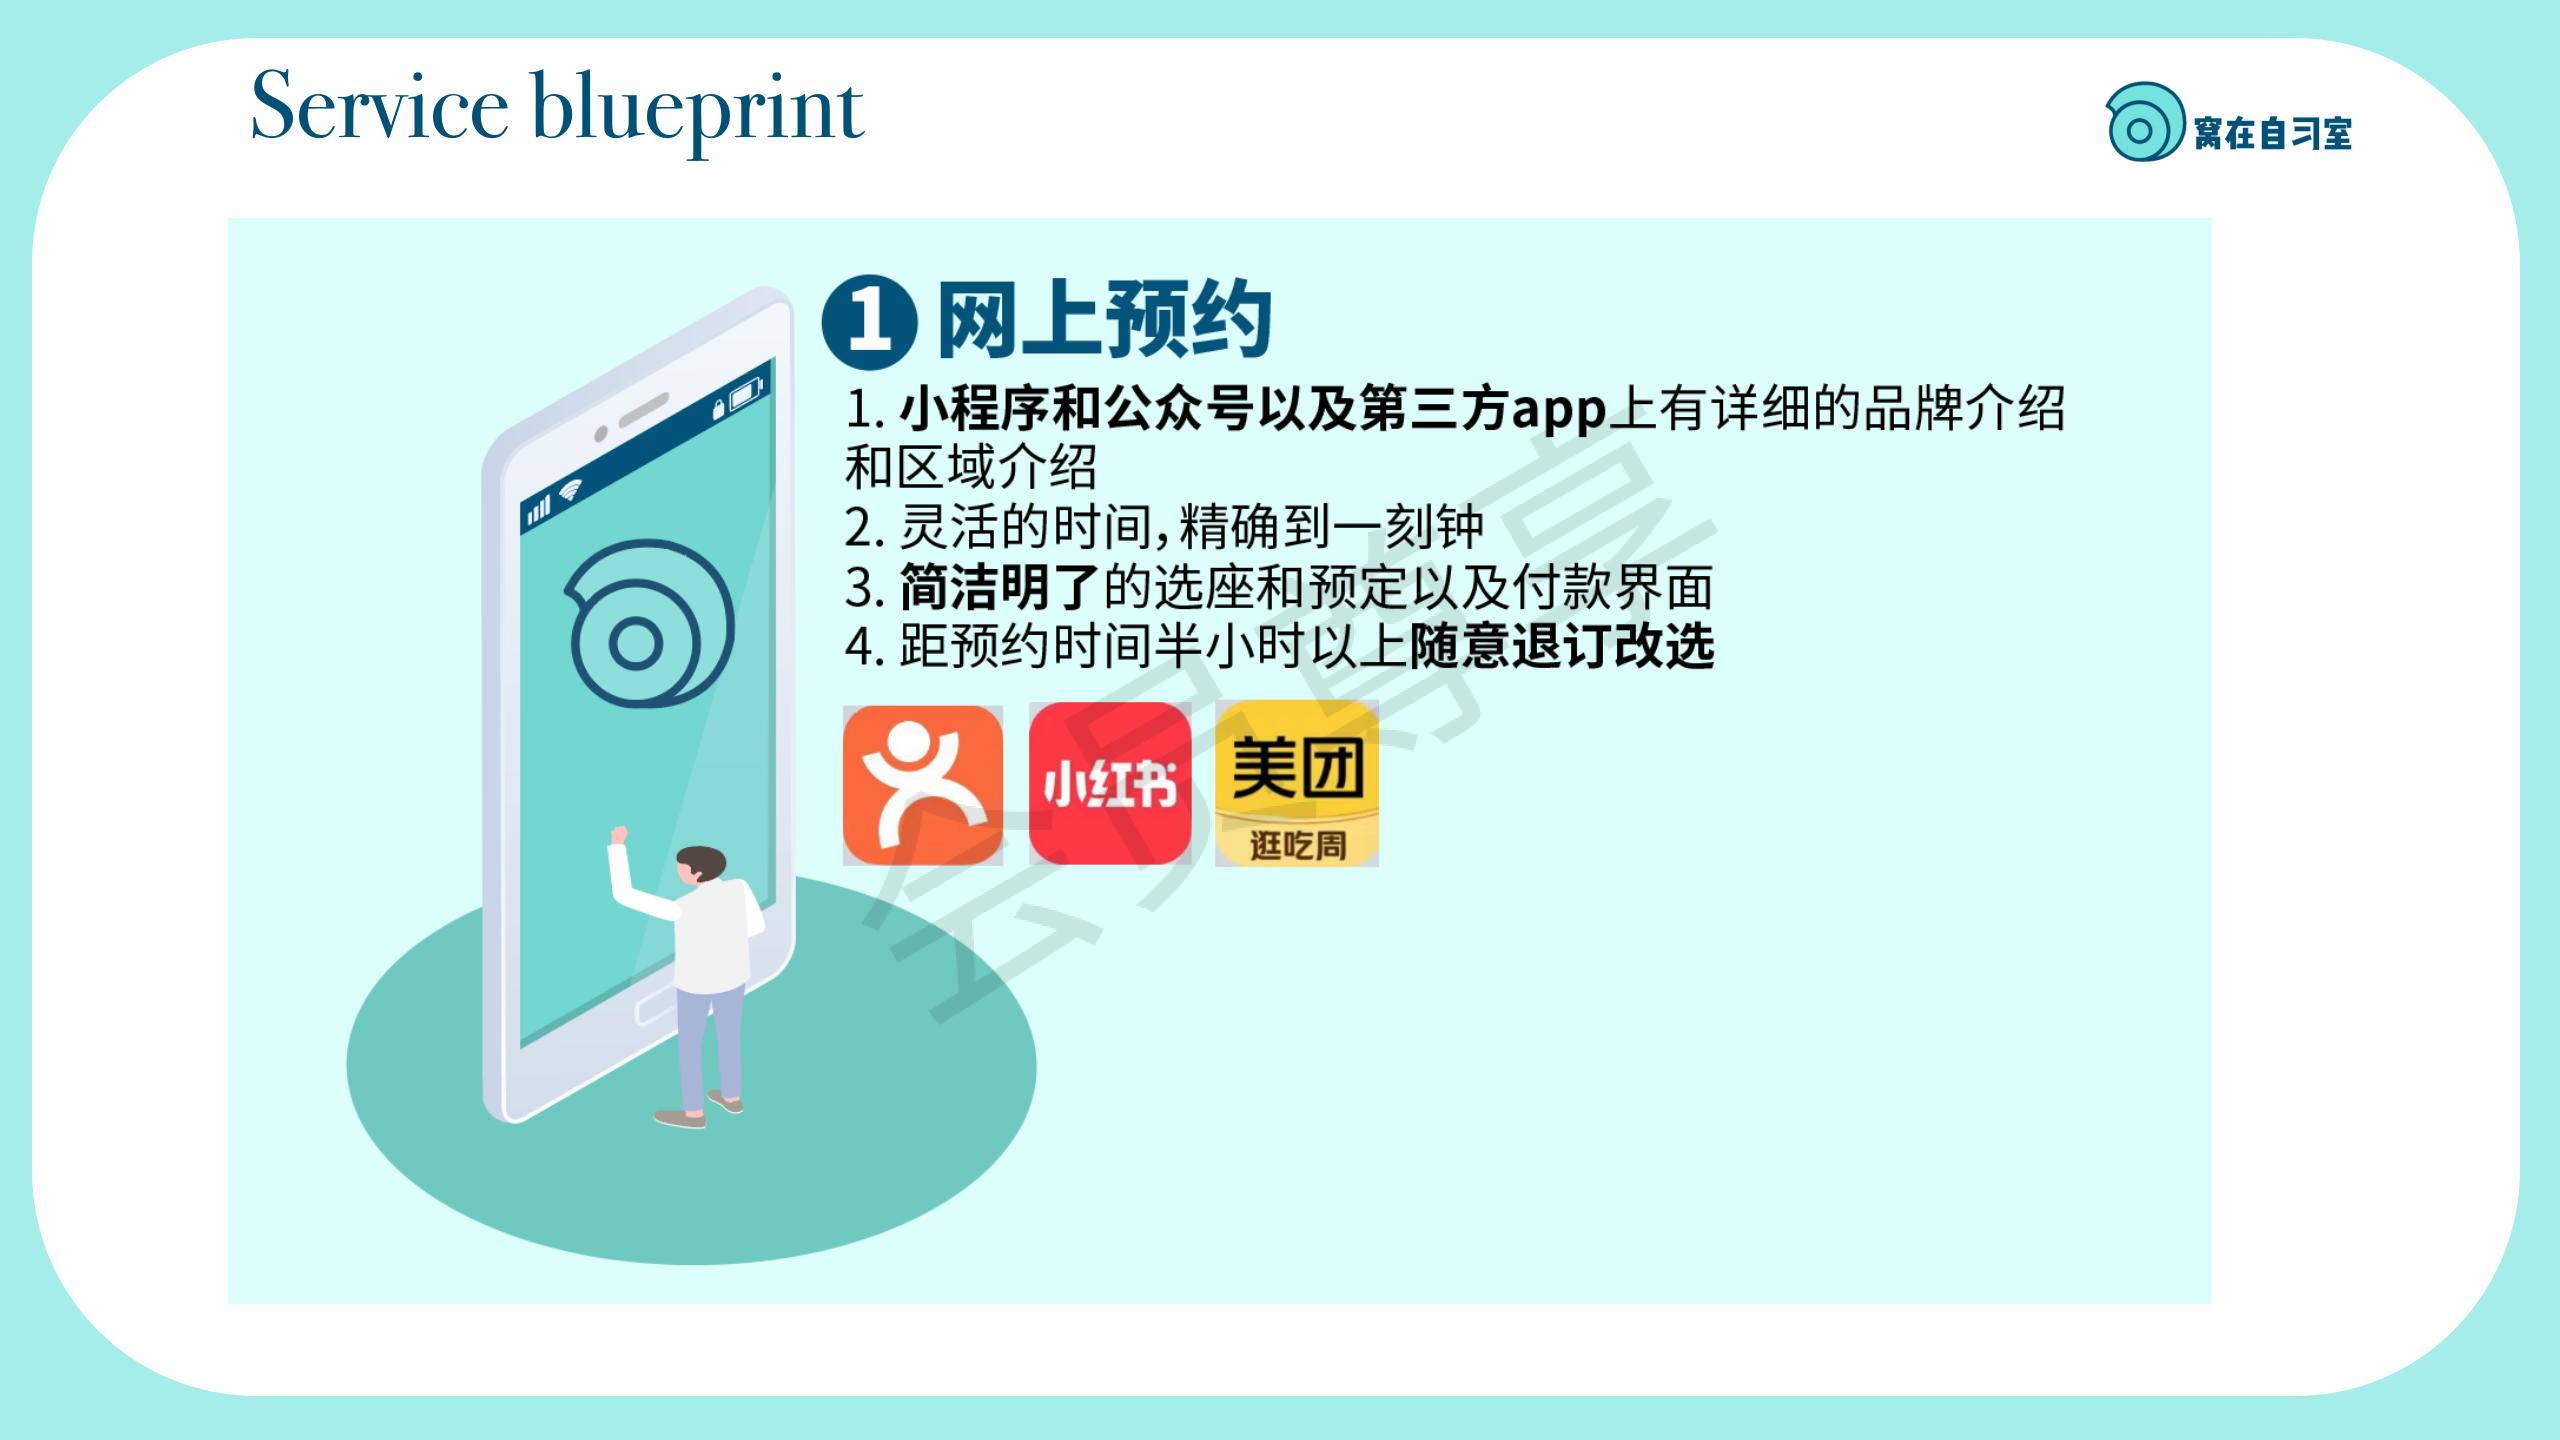 Service blueprint
窝在自习室
1 网上预约
1. 小程序和公众号以及第三方app上有详细的品牌介绍
和区域介绍
2. 灵活的时间，精确到一刻钟
3. 简洁明了的选座和预定以及付款界面
4. 距预约时间半小时以上随意退订改选
小红书
美团
逛吃周
会员尊享